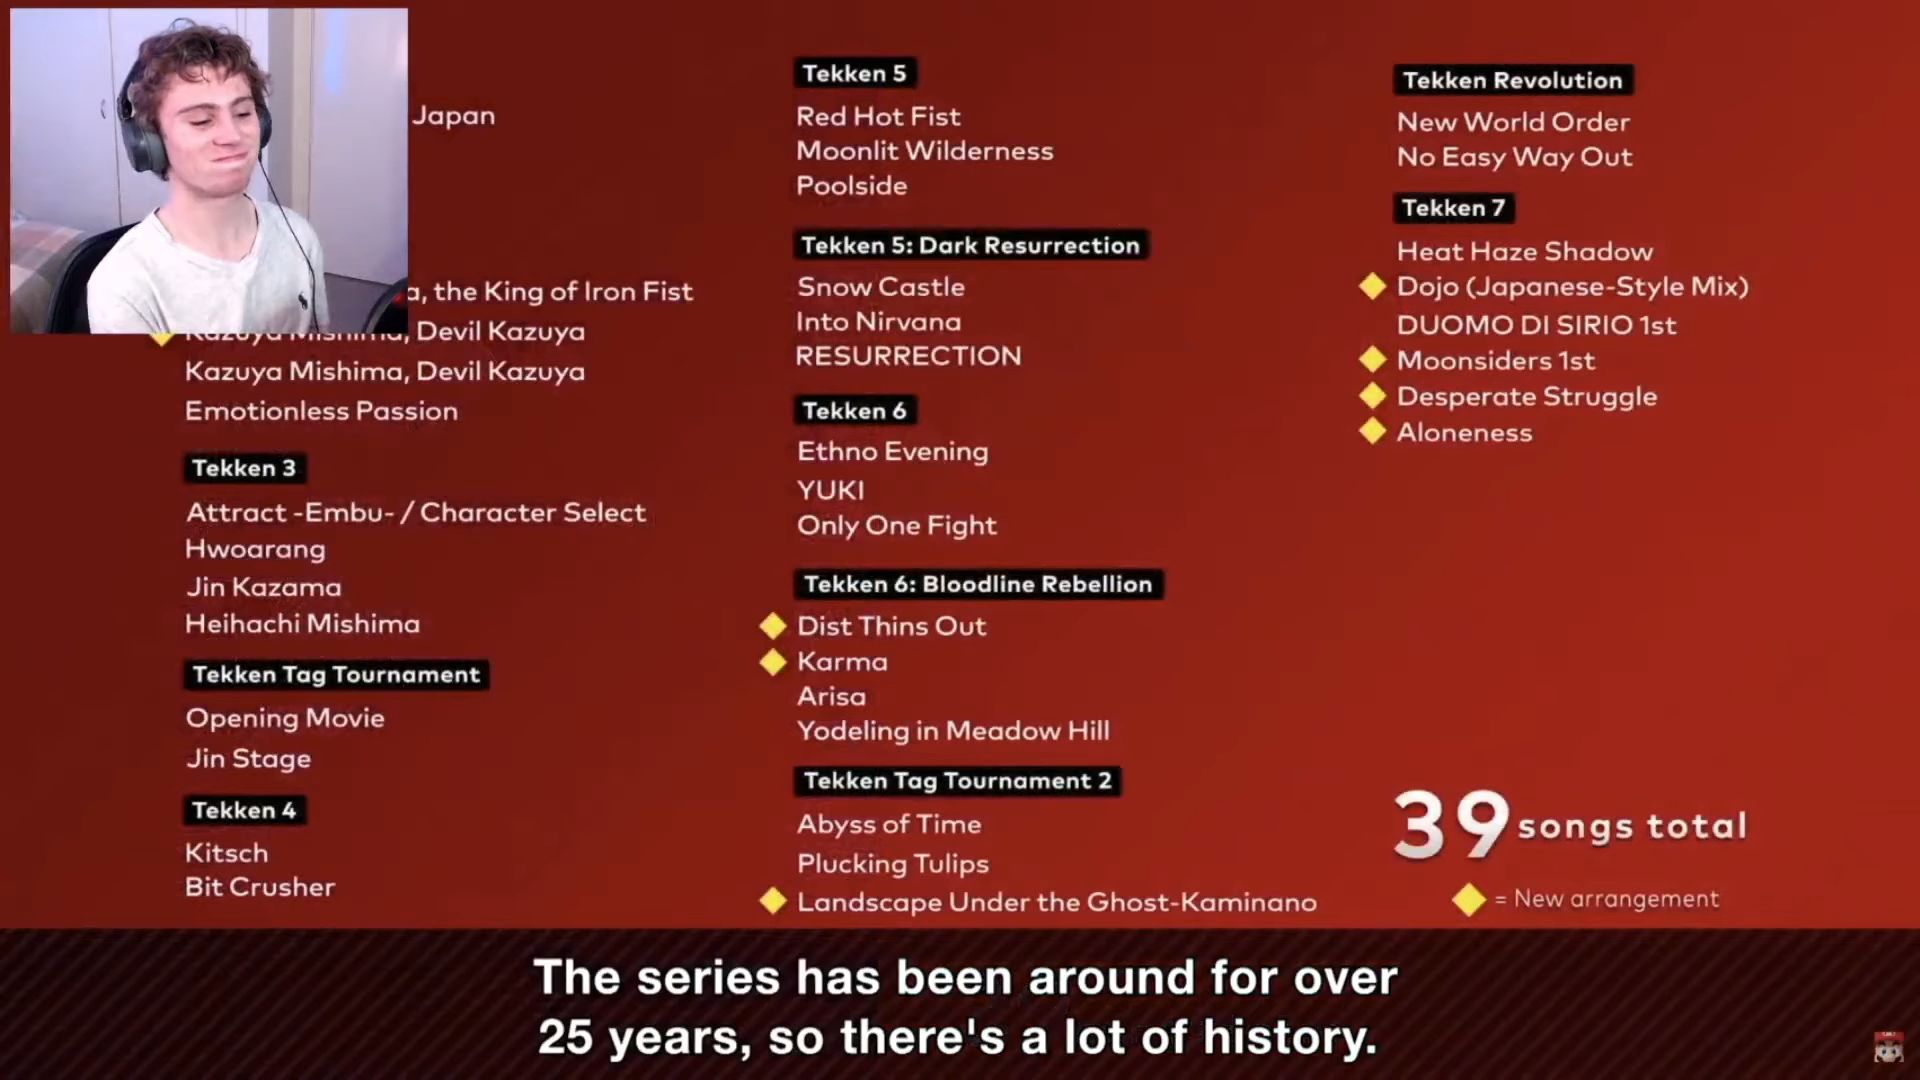 Japan
, the King of Iron Fist
Kazuya Mishima, Devil Kazuya
Kazuya Mishima, Devil Kazuya
Emotionless Passion
Tekken 3
Attract -Embu- / Character Select
Hwoarang
Jin Kazama
Heihachi Mishima
Tekken Tag Tournament
Opening Movie
Jin Stage
Tekken 4
Kitsch
Bit Crusher
Tekken 5
Red Hot Fist
Moonlit Wilderness
Poolside
Tekken 5: Dark Resurrection
Snow Castle
Into Nirvana
RESURRECTION
Tekken 6
Ethno Evening
YUKI
Only One Fight
Tekken 6: Bloodline Rebellion
Dist Thins Out
Karma
Arisa
Yodeling in Meadow Hill
Tekken Tag Tournament 2
Abyss of Time
Plucking Tulips
Landscape Under the Ghost-Kaminano
Tekken Revolution
New World Order
No Easy Way Out
Tekken 7
Heat Haze Shadow
Dojo (Japanese-Style Mix)
DUOMO DI SIRIO 1st
Moonsiders 1st
Desperate Struggle
Aloneness
39 songs total
= New arrangement
The series has been around for over
25 years, so there's a lot of history.